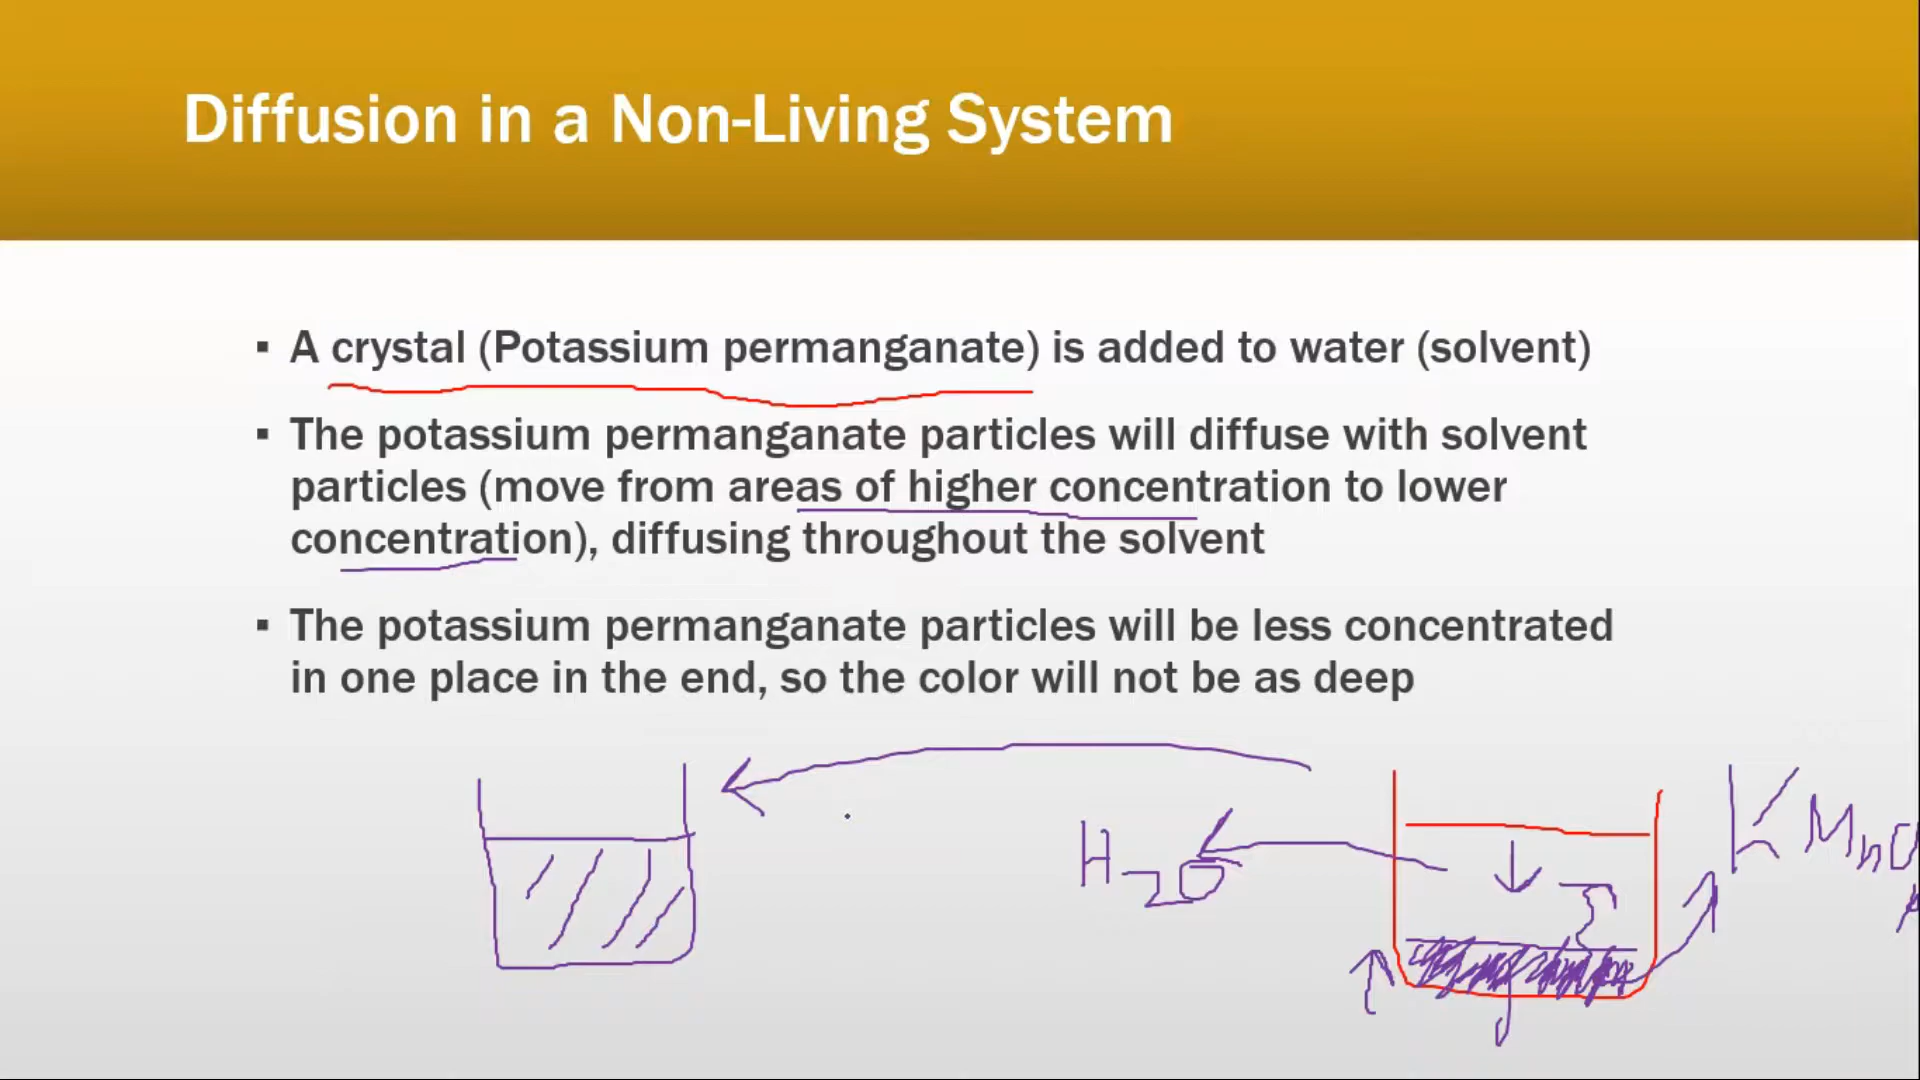 Diffusion in a Non-Living System
▪ A crystal (Potassium permanganate) is added to water (solvent)
▪ The potassium permanganate particles will diffuse with solvent
particles (move from areas of higher concentration to lower
concentration), diffusing throughout the solvent
▪ The potassium permanganate particles will be less concentrated
in one place in the end, so the color will not be as deep
H2O
KMnO